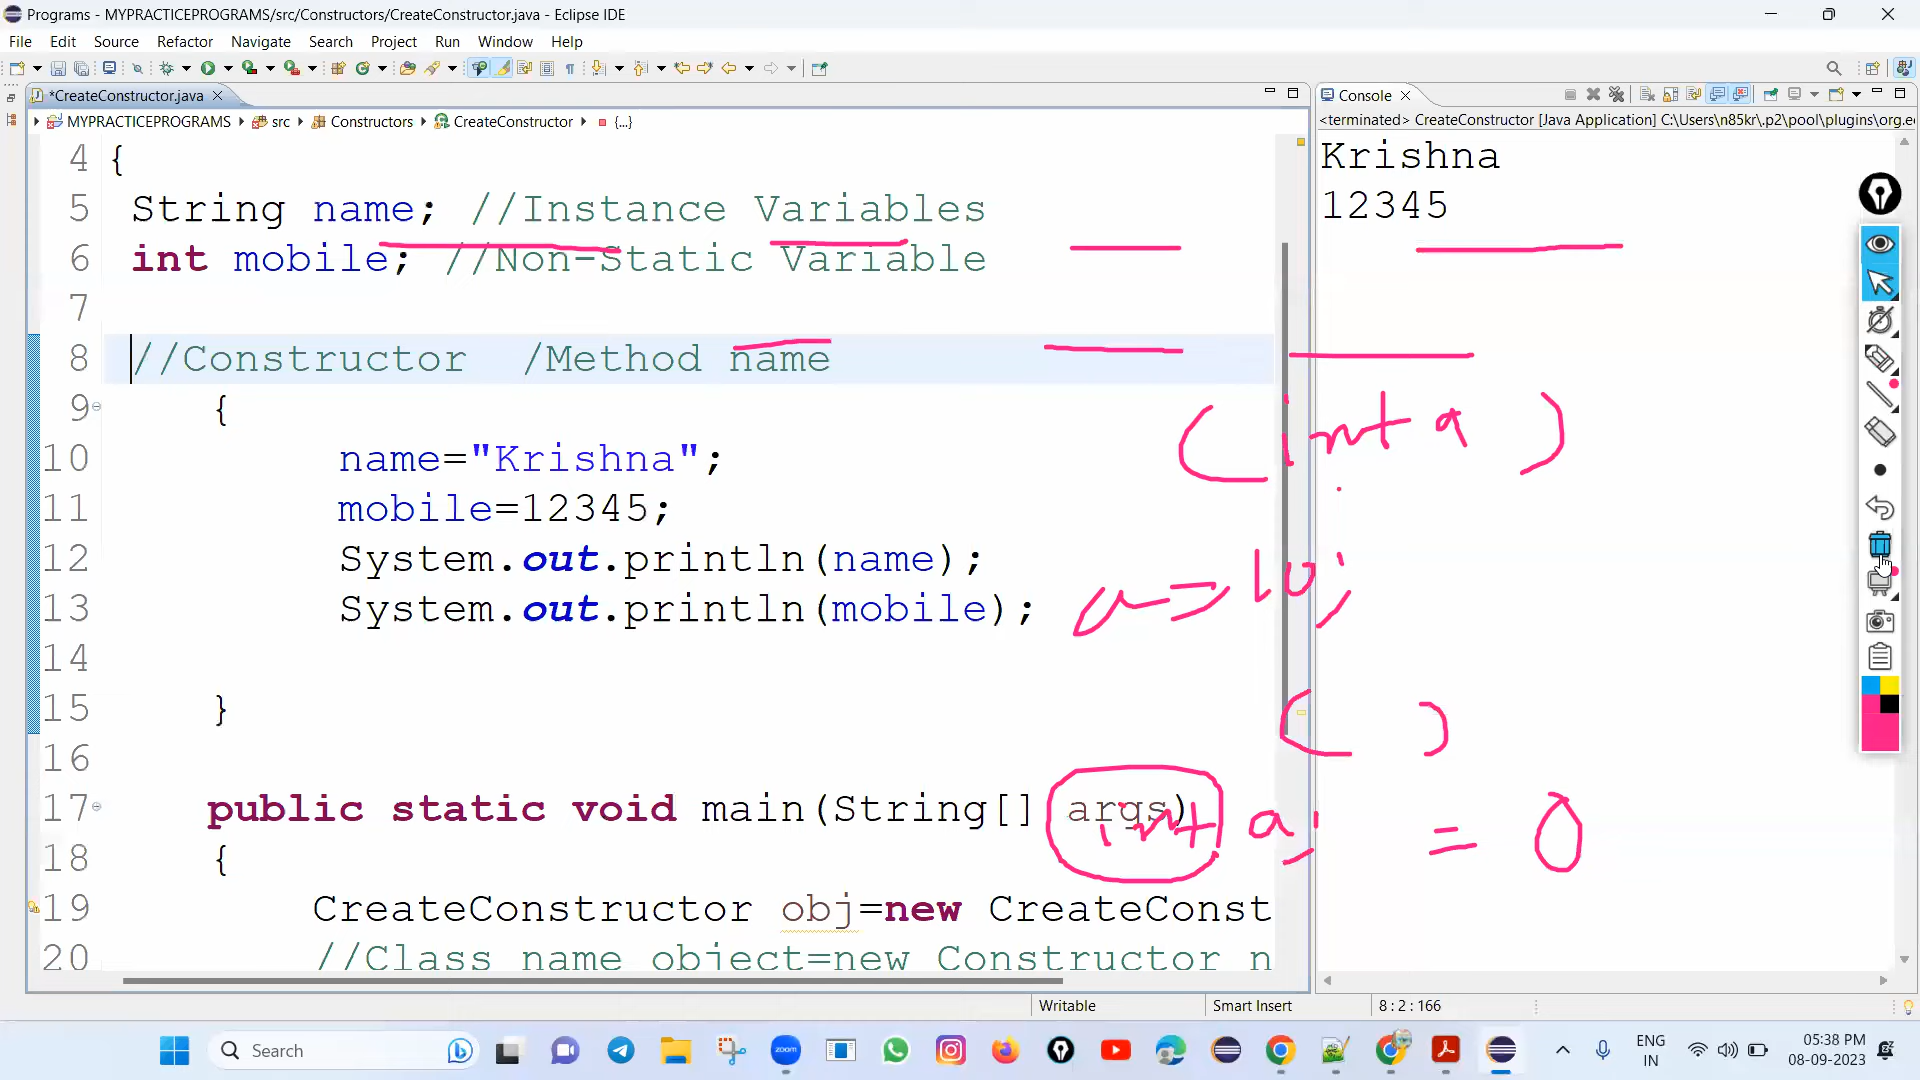 Programs - MYPRACTICEPROGRAMS/src/Constructors/CreateConstructor.java - Eclipse IDE
File Edit Source Refactor Navigate Search Project Run Window Help
*CreateConstructor.java
Console
MYPRACTICEPROGRAMS src Constructors CreateConstructor {...}
<terminated> CreateConstructor [Java Application] C:\Users\n85kr\.p2\pool\plugins\org.e
4 {
5 String name; //Instance Variables
6 int mobile; //Non-Static Variable
7
8 //Constructor /Method name
9 {
10 name="Krishna";
11 mobile=12345;
12 System.out.println(name);
13 System.out.println(mobile);
14
15 }
16
17 public static void main(String[] args)
18 {
19 CreateConstructor obj=new CreateConst
20 //Class name object=new Constructor n
Krishna
12345
(int a )
a=10;
( )
int a; = 0
Writable Smart Insert 8:2:166
Search
zoom
ENG
IN
05:38 PM
08-09-2023